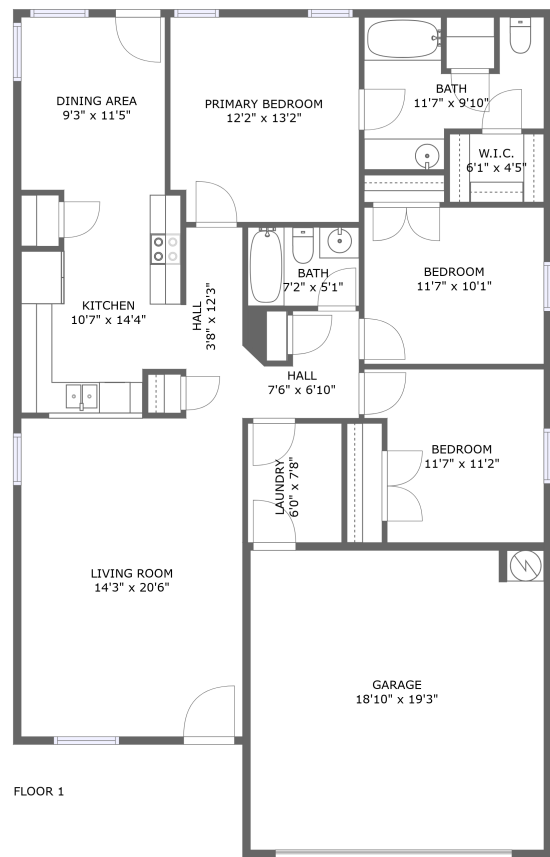 DINING AREA
9'3" x 11'5"
PRIMARY BEDROOM
12'2" x 13'2"
BATH
11'7" x 9'10"
W.I.C.
6'1" x 4'5"
BATH
7'2" x 5'1"
BEDROOM
11'7" x 10'1"
KITCHEN
10'7" x 14'4"
HALL
3'8" x 12'3"
HALL
7'6" x 6'10"
LAUNDRY
6'0" x 7'8"
BEDROOM
11'7" x 11'2"
LIVING ROOM
14'3" x 20'6"
GARAGE
18'10" x 19'3"
FLOOR 1